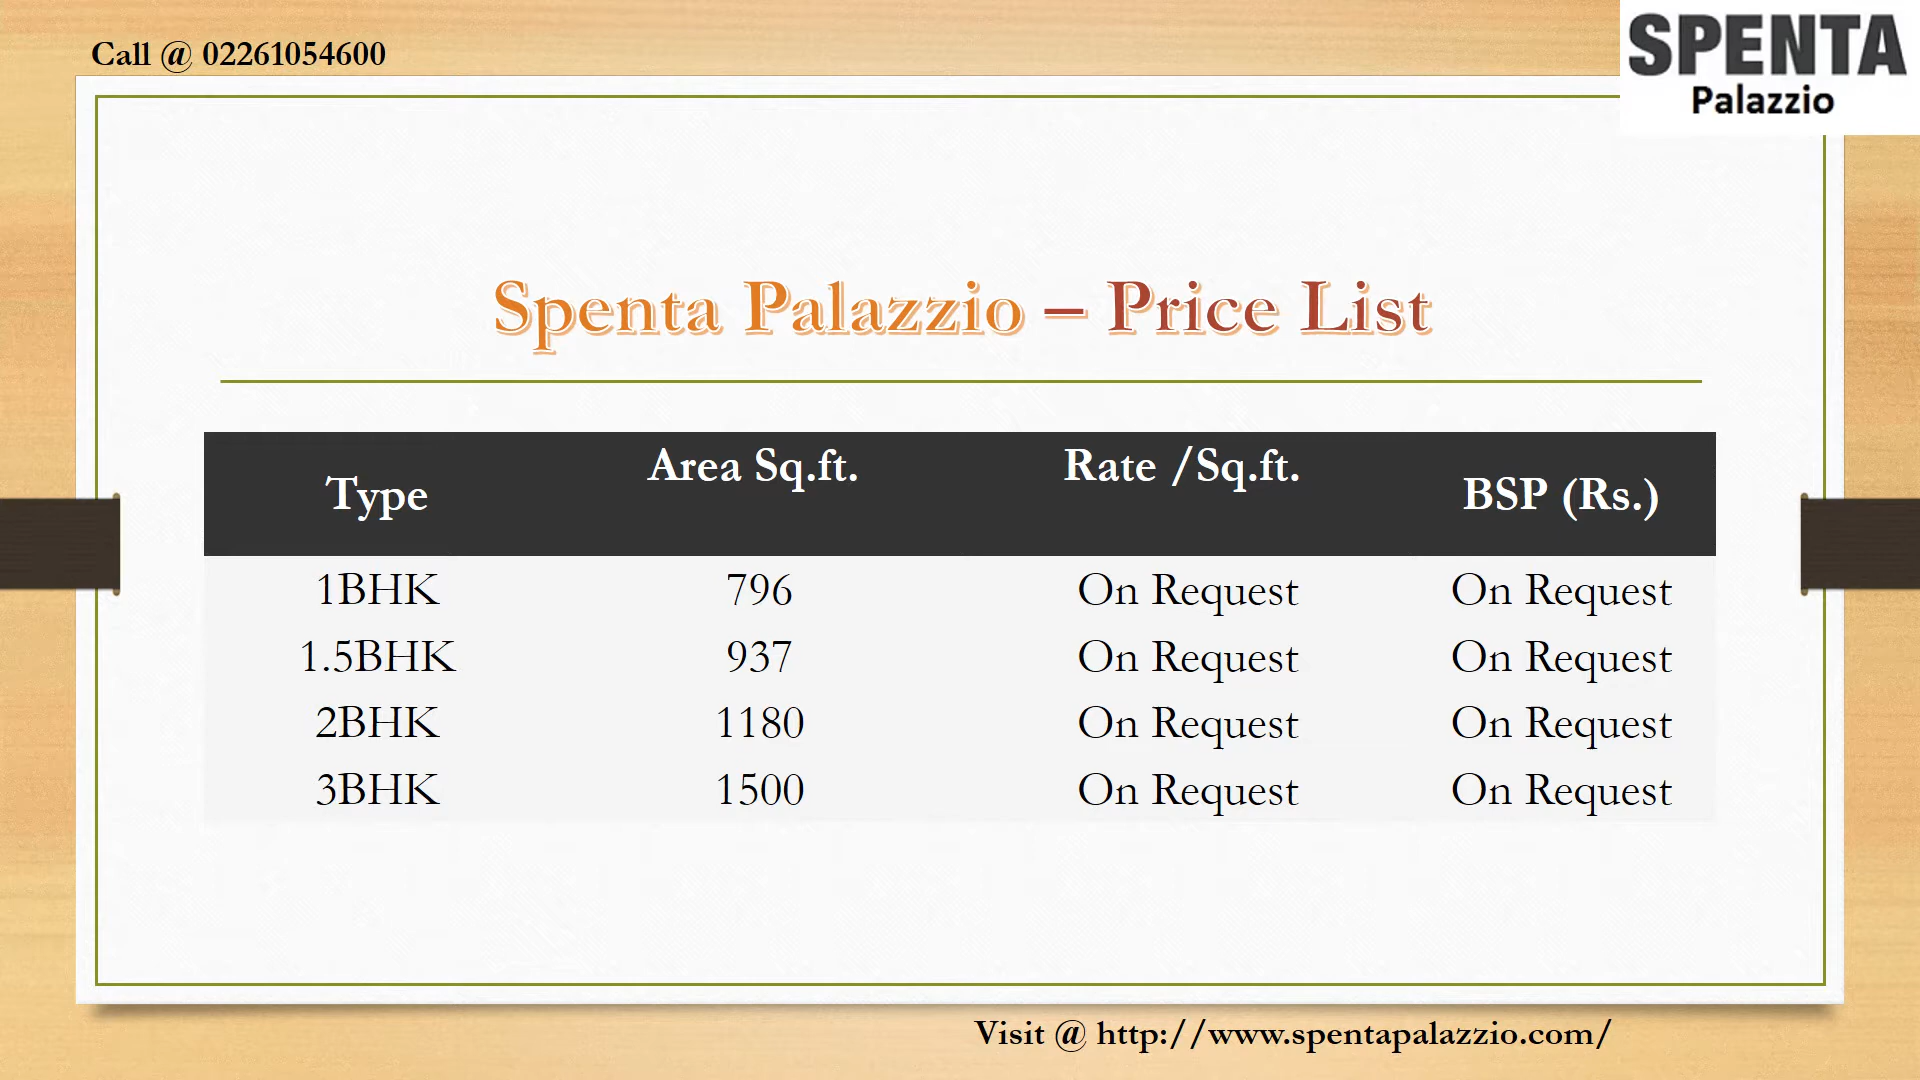 Call @ 02261054600
SPENTA
Palazzio
Spenta Palazzio – Price List
Type Area Sq.ft. Rate /Sq.ft. BSP (Rs.)
1BHK 796 On Request On Request
1.5BHK 937 On Request On Request
2BHK 1180 On Request On Request
3BHK 1500 On Request On Request
Visit @ http://www.spentapalazzio.com/